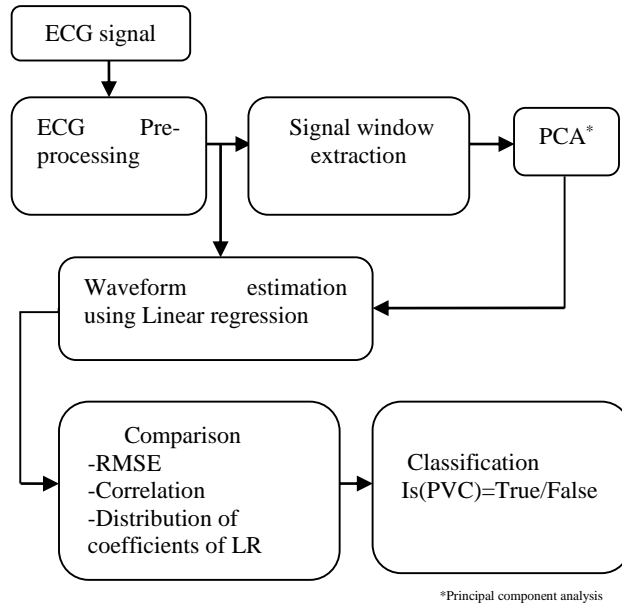 ECG signal
ECG Pre-
processing
Signal window
extraction
PCA*
Waveform estimation
using Linear regression
Comparison
-RMSE
-Correlation
-Distribution of
coefficients of LR
Classification
Is(PVC)=True/False
*Principal component analysis